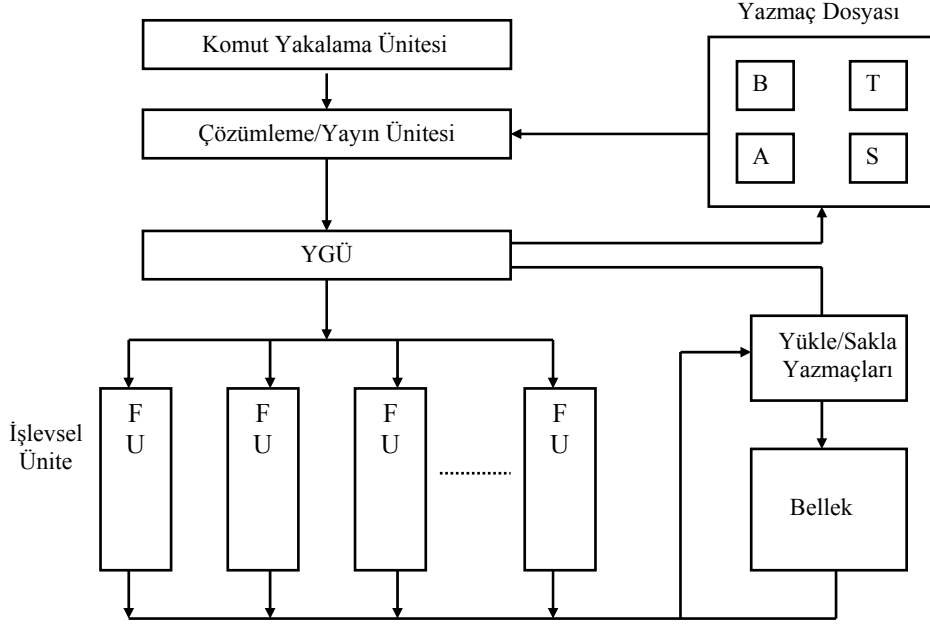 Yazmaç Dosyası
Komut Yakalama Ünitesi
B
T
Çözümleme/Yayın Ünitesi
A
S
YGÜ
Yükle/Sakla
Yazmaçları
İşlevsel
Ünite
F
U
F
U
F
U
F
U
Bellek